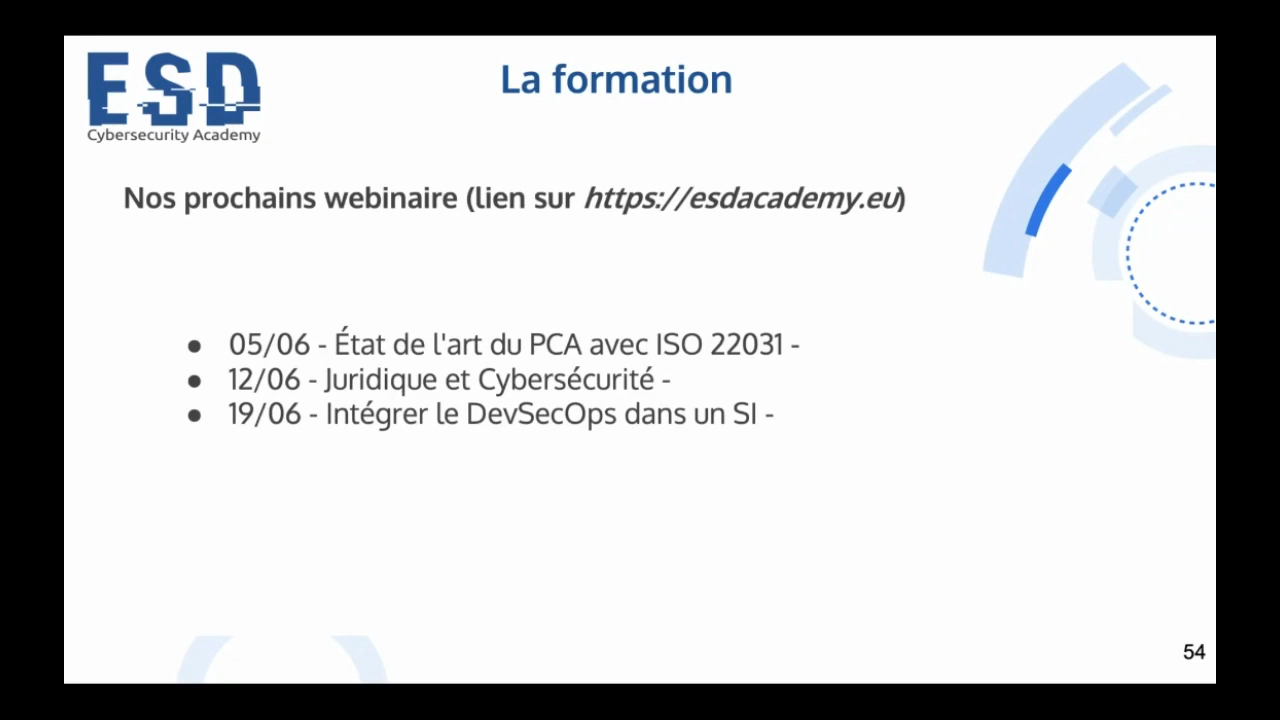 ESD
Cybersecurity Academy
La formation
Nos prochains webinaire (lien sur https://esdacademy.eu)
● 05/06 - État de l'art du PCA avec ISO 22031 -
● 12/06 - Juridique et Cybersécurité -
● 19/06 - Intégrer le DevSecOps dans un SI -
54